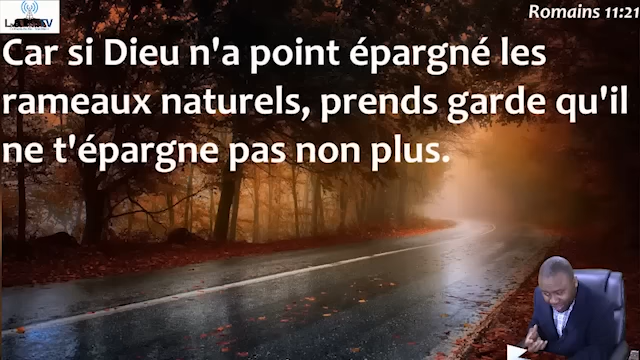 Romains 11:21
Car si Dieu n'a point épargné les
rameaux naturels, prends garde qu'il
ne t'épargne pas non plus.